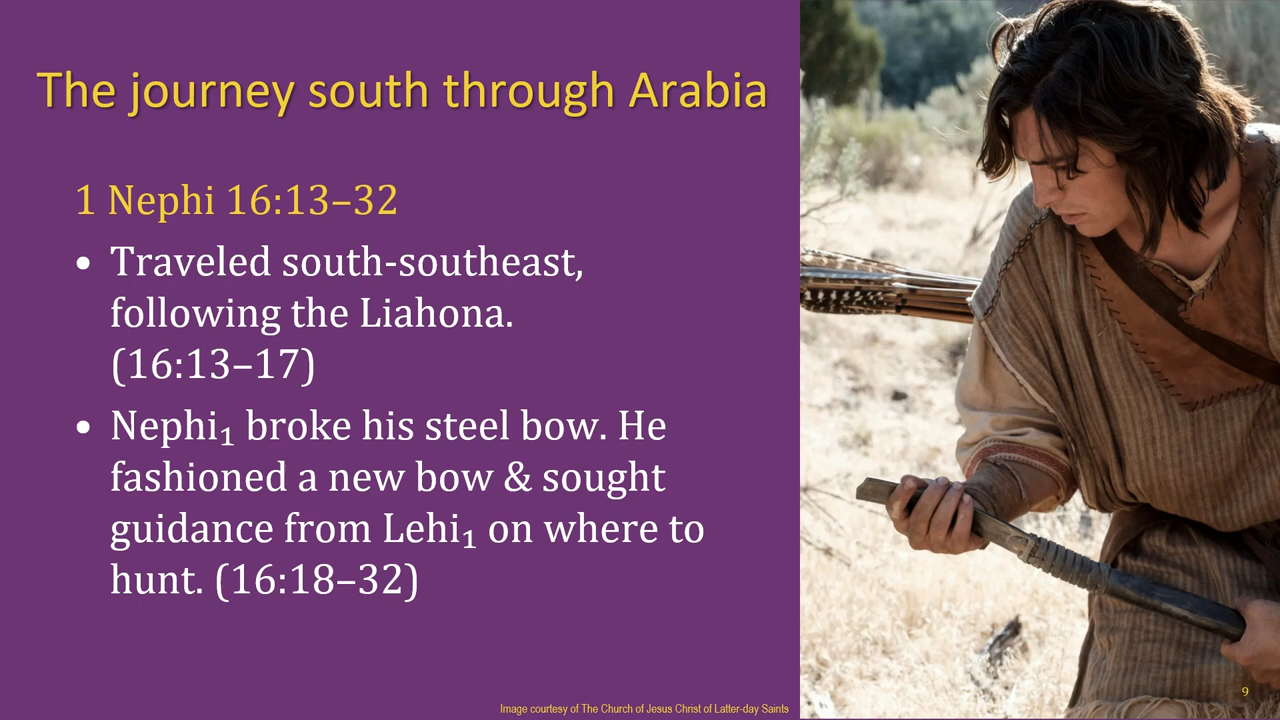 The journey south through Arabia
1 Nephi 16:13–32
• Traveled south-southeast,
following the Liahona.
(16:13–17)
• Nephi₁ broke his steel bow. He
fashioned a new bow & sought
guidance from Lehi₁ on where to
hunt. (16:18–32)
Image courtesy of The Church of Jesus Christ of Latter-day Saints
9